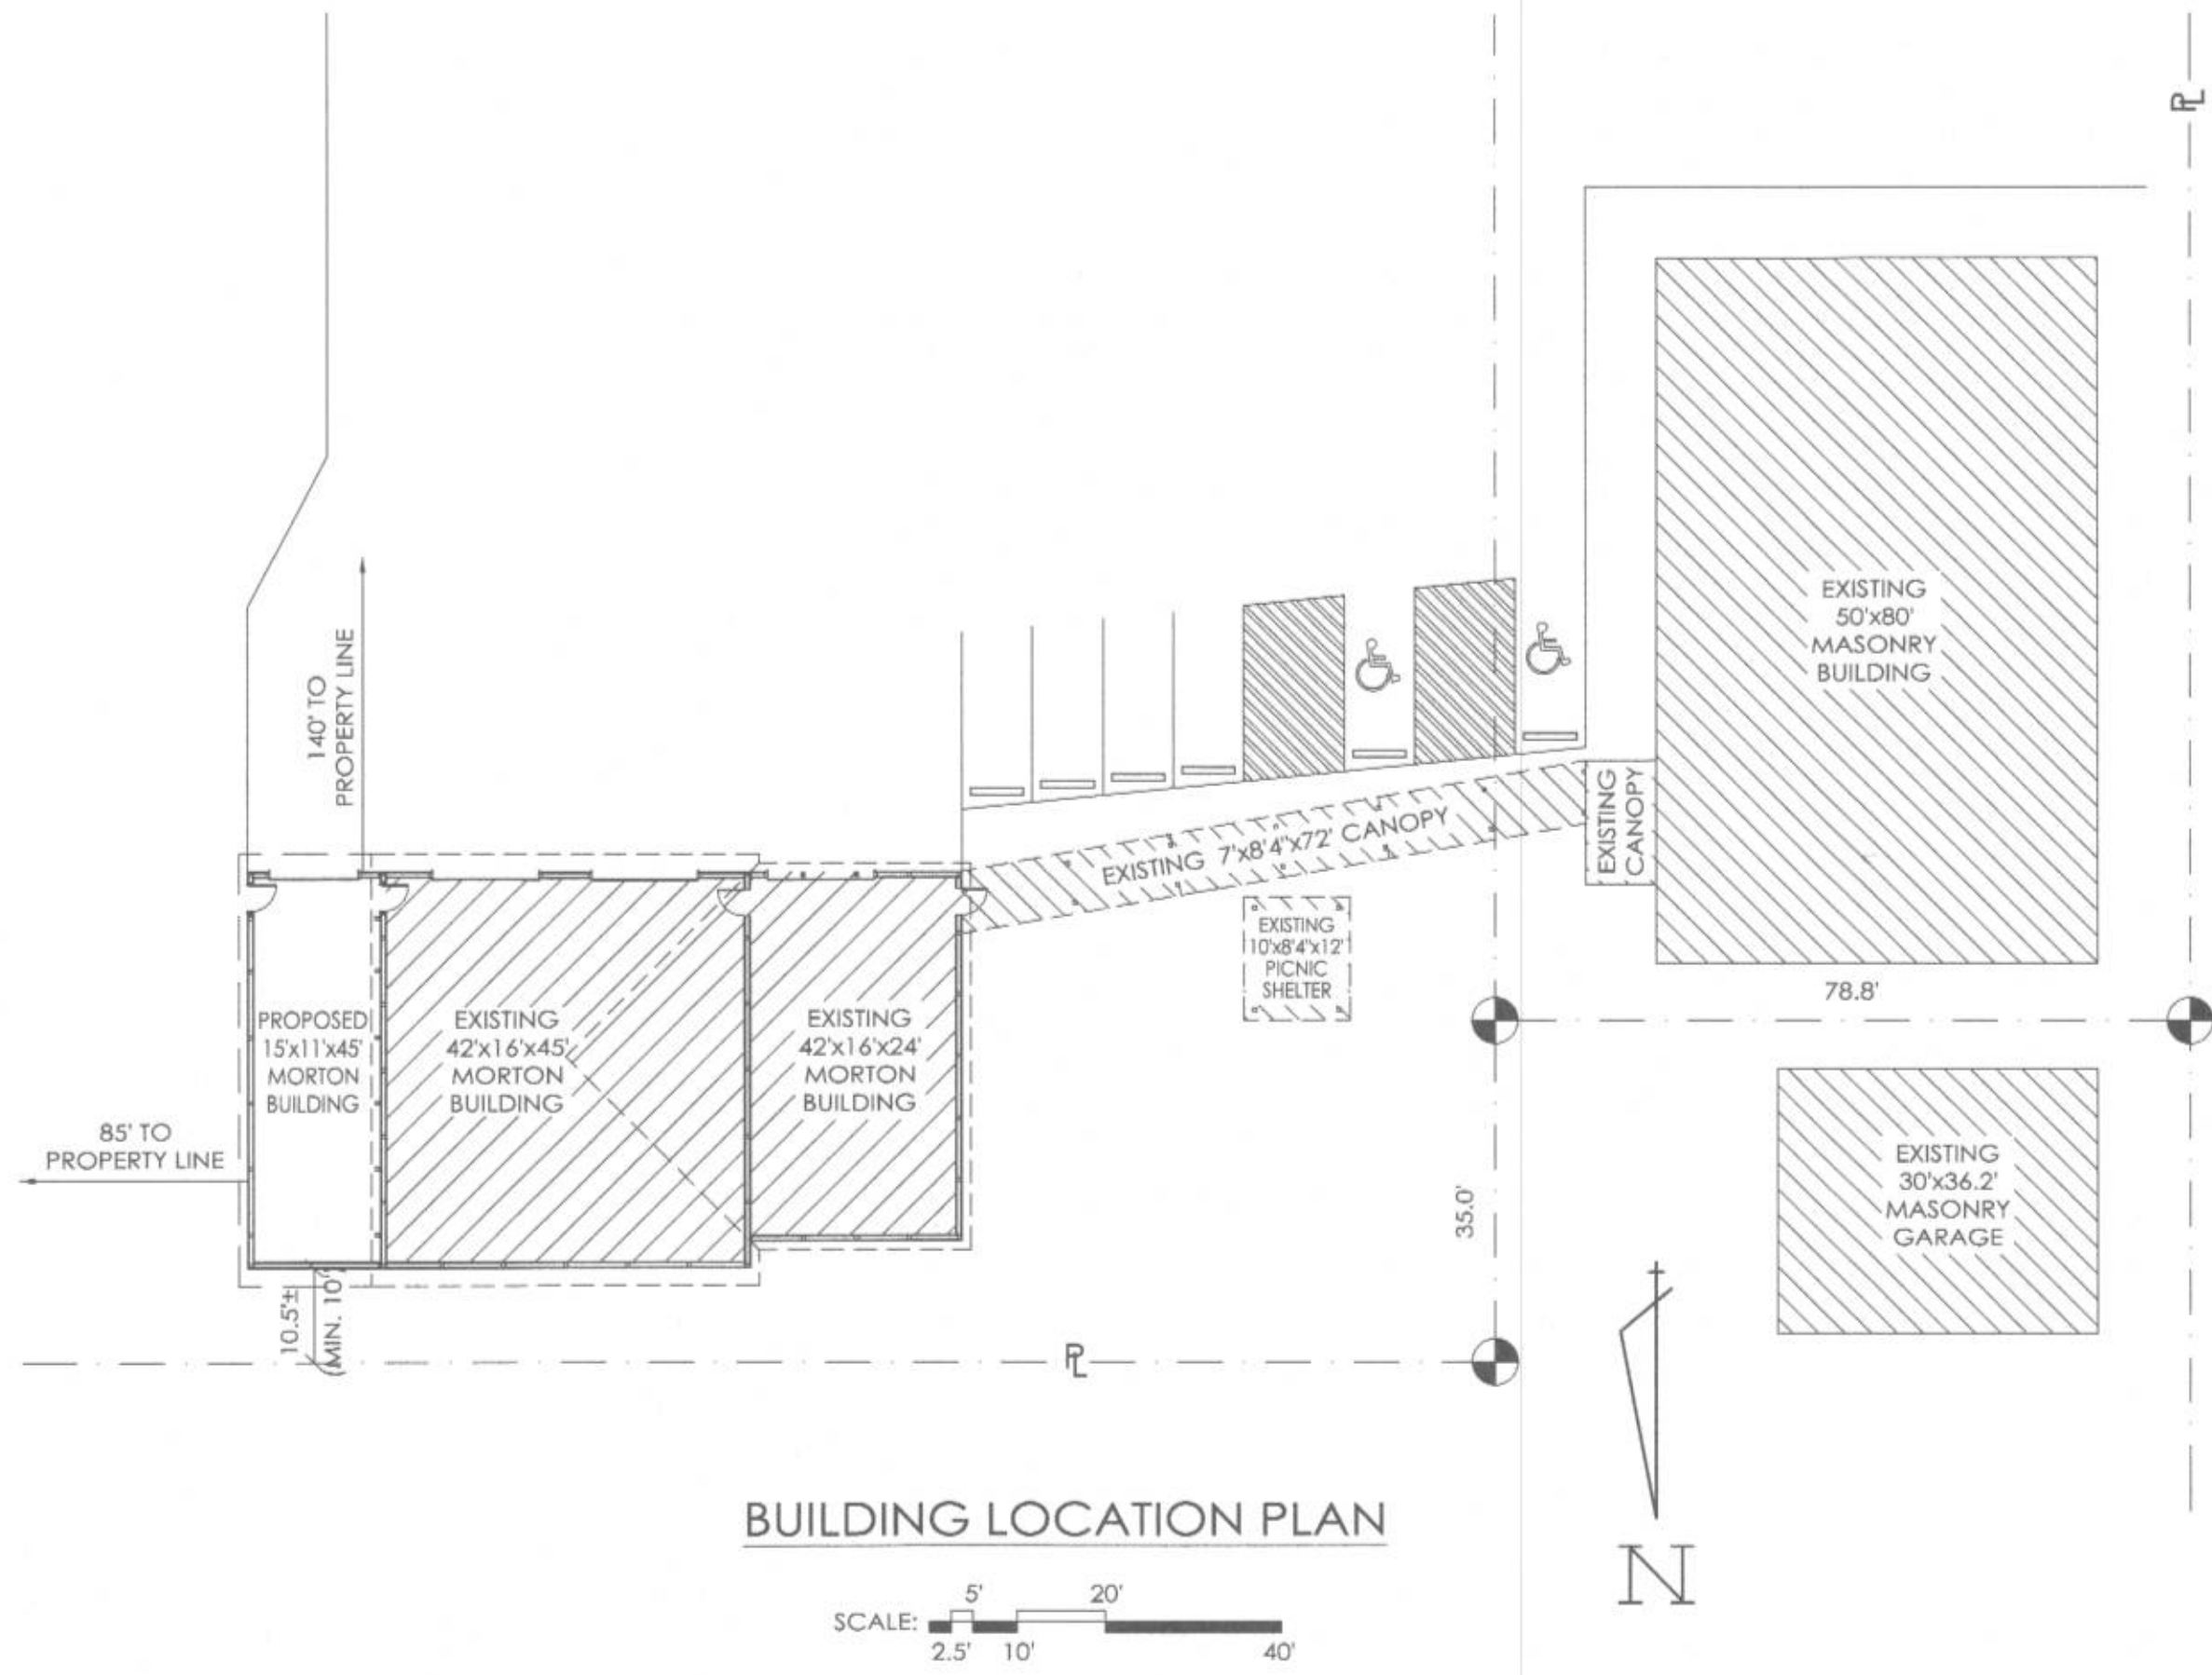 PL
140' TO
PROPERTY LINE
EXISTING
50'x80'
MASONRY
BUILDING
EXISTING 7'x8'4"x72' CANOPY
EXISTING
CANOPY
EXISTING
10'x8'4"x12'
PICNIC
SHELTER
78.8'
PROPOSED
15'x11'x45'
MORTON
BUILDING
EXISTING
42'x16'x45'
MORTON
BUILDING
EXISTING
42'x16'x24'
MORTON
BUILDING
85' TO
PROPERTY LINE
35.0'
EXISTING
30'x36.2'
MASONRY
GARAGE
10.5'±
(MIN. 10')
PL
BUILDING LOCATION PLAN
N
SCALE:
5'
20'
2.5'
10'
40'